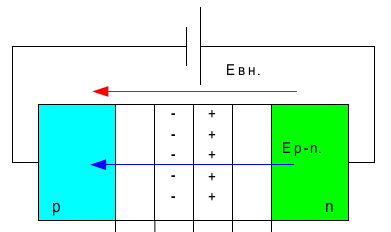 Eвн.
- +
- +
- +
- +
- +
Ep-n.
p
n